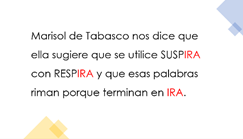 Marisol de Tabasco nos dice que
ella sugiere que se utilice SUSPIRA
con RESPIRA y que esas palabras
riman porque terminan en IRA.